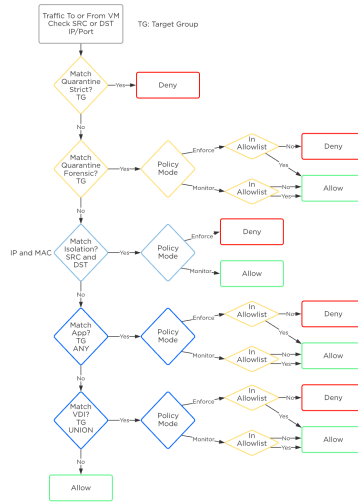 Traffic To or From VM
Check SRC or DST
IP/Port
TG: Target Group
Match
Quarantine
Strict?
TG
Yes
Deny
No
Match
Quarantine
Forensic?
TG
Yes
Policy
Mode
Enforce
In
Allowlist
No
Deny
Yes
Monitor
In
Allowlist
No
Yes
Allow
No
IP and MAC
Match
Isolation?
SRC and
DST
Yes
Policy
Mode
Enforce
Deny
Monitor
Allow
No
Match
App?
TG
ANY
Yes
Policy
Mode
Enforce
In
Allowlist
No
Deny
Yes
Monitor
In
Allowlist
No
Yes
Allow
No
Match
VDI?
TG
UNION
Yes
Policy
Mode
Enforce
In
Allowlist
No
Deny
Yes
Monitor
In
Allowlist
No
Yes
Allow
No
Allow